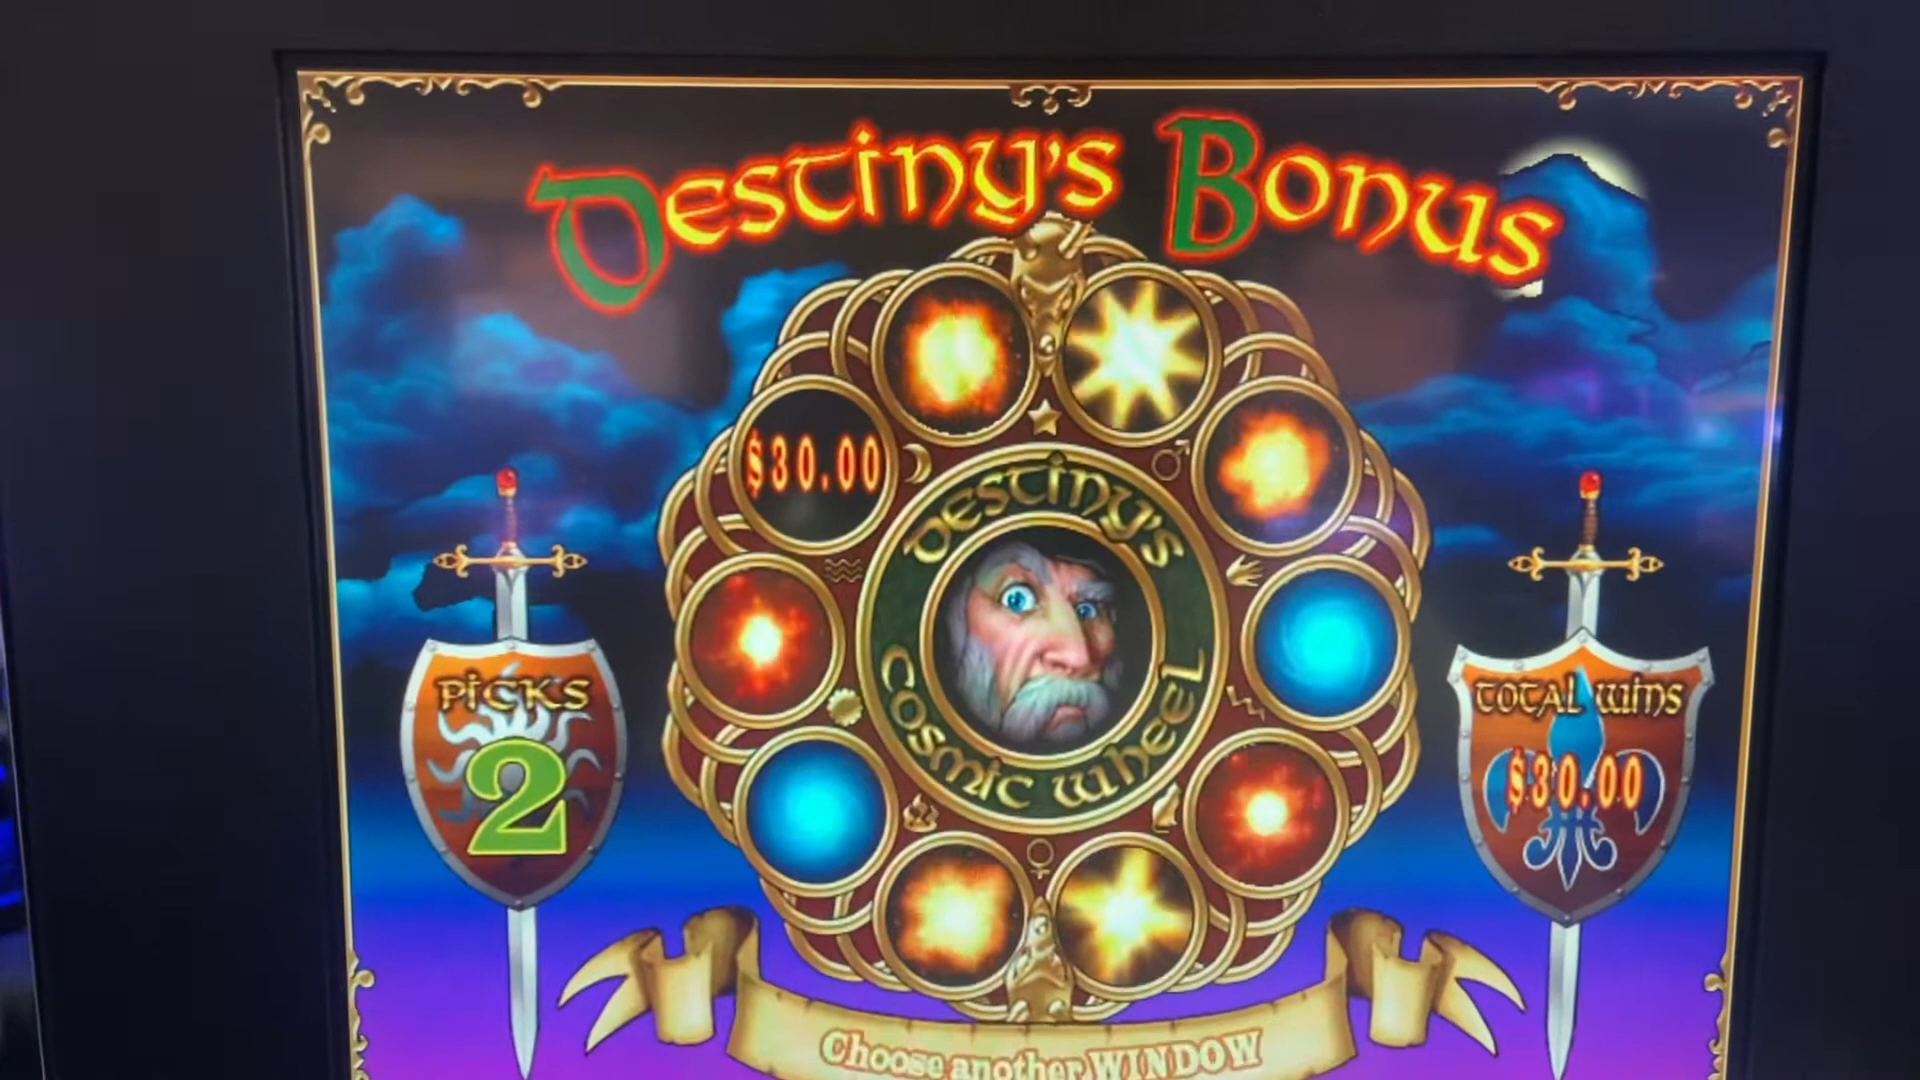 Destiny's Bonus
$30.00
Destiny's
Cosmic Wheel
Picks
2
Total Wins
$30.00
Choose another WINDOW